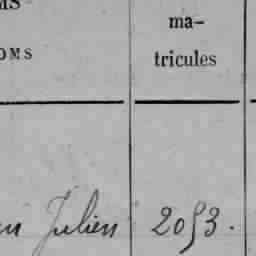 ma-
OMS
tricules
Julien 2053.